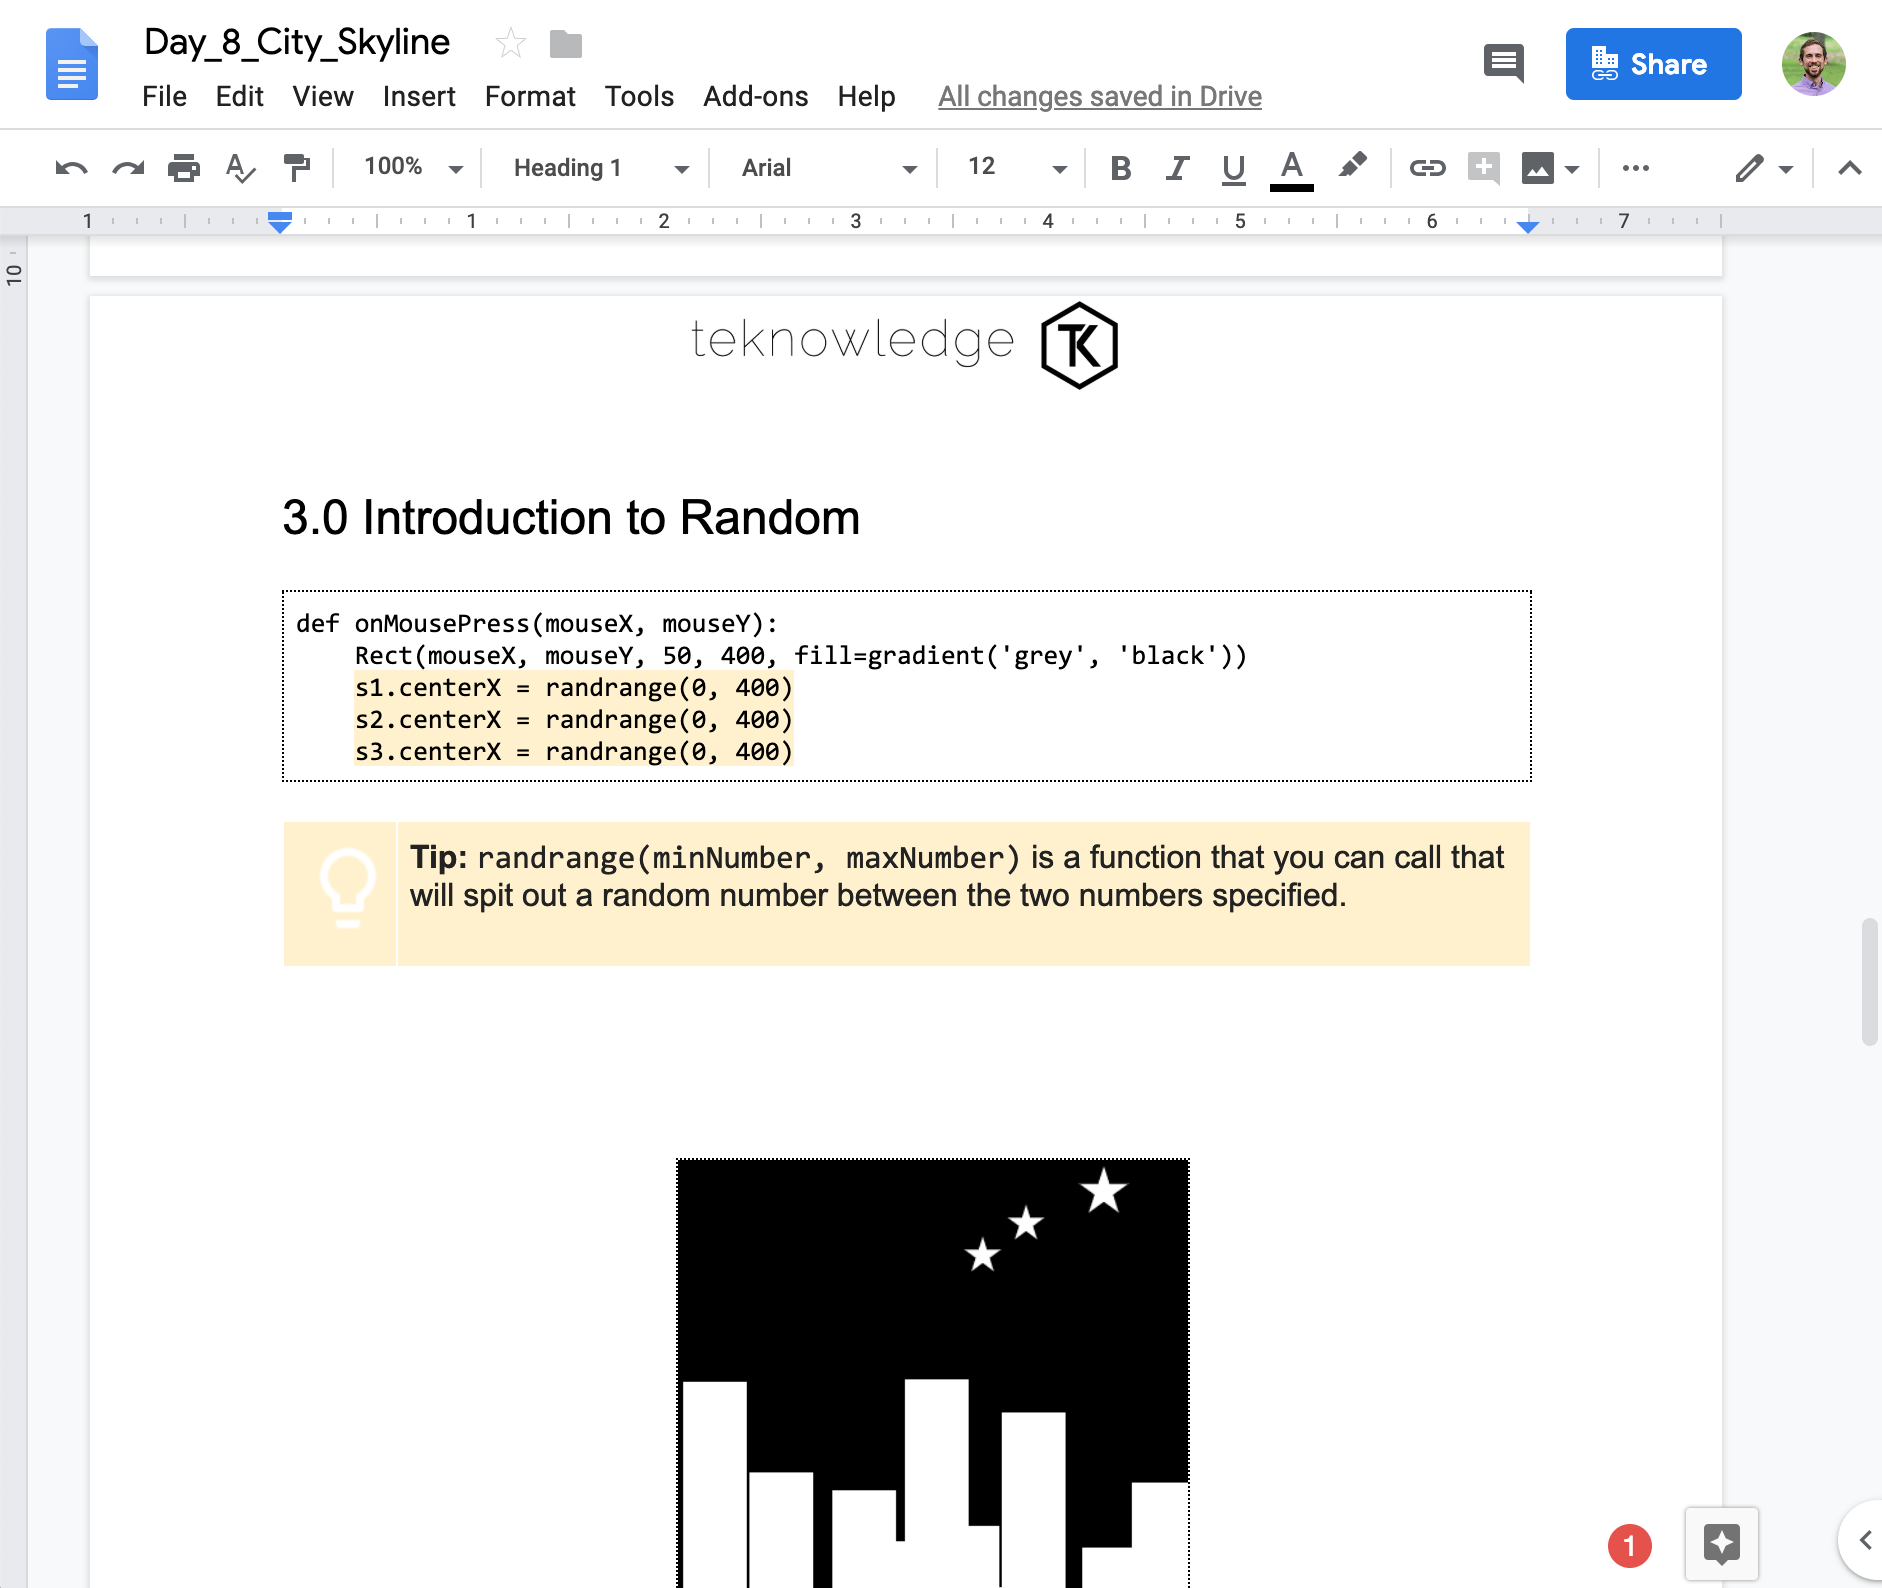 Day_8_City_Skyline
File Edit View Insert Format Tools Add-ons Help All changes saved in Drive
Share
100% Heading 1 Arial 12 B I U A
1 1 2 3 4 5 6 7
10
teknowledge TK
3.0 Introduction to Random
def onMousePress(mouseX, mouseY):
    Rect(mouseX, mouseY, 50, 400, fill=gradient('grey', 'black'))
    s1.centerX = randrange(0, 400)
    s2.centerX = randrange(0, 400)
    s3.centerX = randrange(0, 400)
Tip: randrange(minNumber, maxNumber) is a function that you can call that
will spit out a random number between the two numbers specified.
1